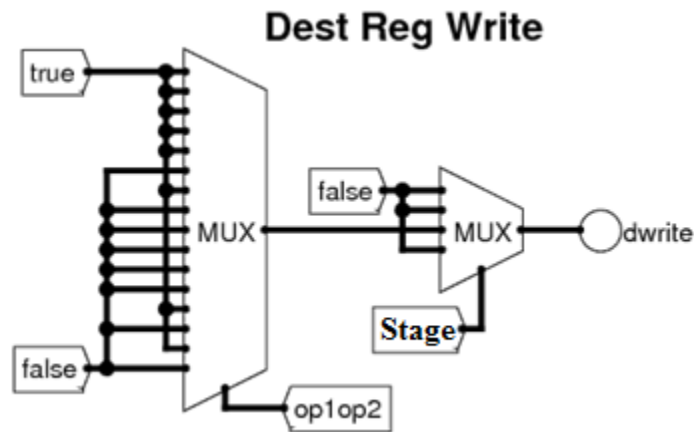 Dest Reg Write
true
false
MUX
MUX
dwrite
Stage
false
op1op2